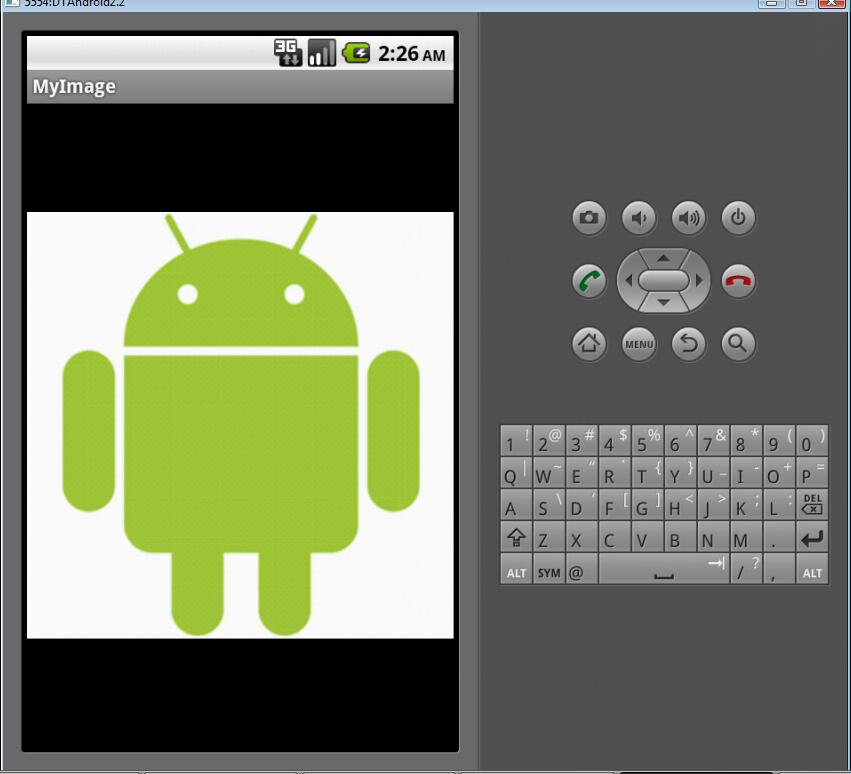 5554:DTAndroid2.2
3G 2:26 AM
MyImage
MENU
1 ! 2 @ 3 # 4 $ 5 % 6 ^ 7 & 8 * 9 ( 0 )
Q | W ~ E “ R ` T { Y } U _ I - O + P =
A S \ D ‘ F [ G ] H < J > K ; L : DEL
Z X C V B N M .
ALT SYM @ / ? , ALT